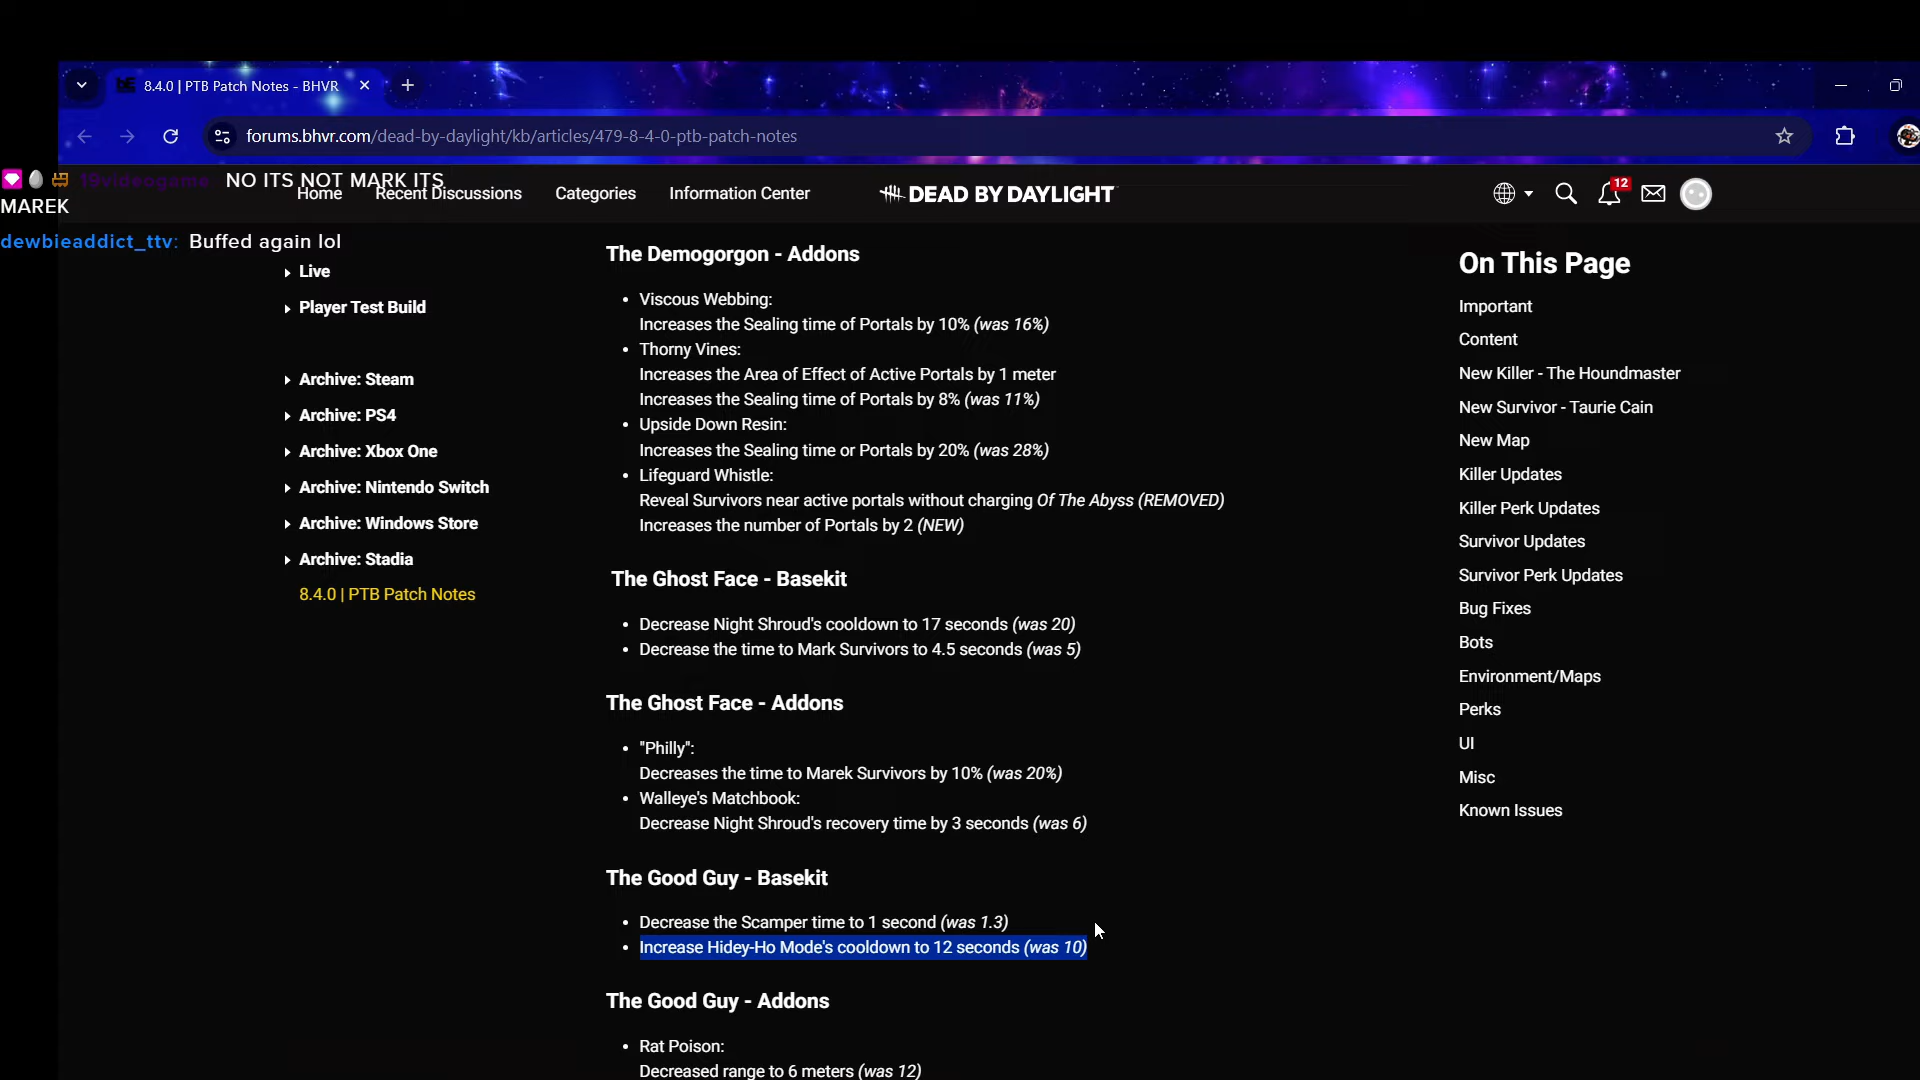 8.4.0 | PTB Patch Notes - BHVR
forums.bhvr.com/dead-by-daylight/kb/articles/479-8-4-0-ptb-patch-notes
19videogame NO ITS NOT MARK ITS
MAREK
dewbieaddict_ttv: Buffed again lol
Home
Recent Discussions
Categories
Information Center
DEAD BY DAYLIGHT
12
Live
Player Test Build
Archive: Steam
Archive: PS4
Archive: Xbox One
Archive: Nintendo Switch
Archive: Windows Store
Archive: Stadia
8.4.0 | PTB Patch Notes
The Demogorgon - Addons
• Viscous Webbing:
Increases the Sealing time of Portals by 10% (was 16%)
• Thorny Vines:
Increases the Area of Effect of Active Portals by 1 meter
Increases the Sealing time of Portals by 8% (was 11%)
• Upside Down Resin:
Increases the Sealing time or Portals by 20% (was 28%)
• Lifeguard Whistle:
Reveal Survivors near active portals without charging Of The Abyss (REMOVED)
Increases the number of Portals by 2 (NEW)
The Ghost Face - Basekit
• Decrease Night Shroud's cooldown to 17 seconds (was 20)
• Decrease the time to Mark Survivors to 4.5 seconds (was 5)
The Ghost Face - Addons
• "Philly":
Decreases the time to Marek Survivors by 10% (was 20%)
• Walleye's Matchbook:
Decrease Night Shroud's recovery time by 3 seconds (was 6)
The Good Guy - Basekit
• Decrease the Scamper time to 1 second (was 1.3)
• Increase Hidey-Ho Mode's cooldown to 12 seconds (was 10)
The Good Guy - Addons
• Rat Poison:
Decreased range to 6 meters (was 12)
On This Page
Important
Content
New Killer - The Houndmaster
New Survivor - Taurie Cain
New Map
Killer Updates
Killer Perk Updates
Survivor Updates
Survivor Perk Updates
Bug Fixes
Bots
Environment/Maps
Perks
UI
Misc
Known Issues